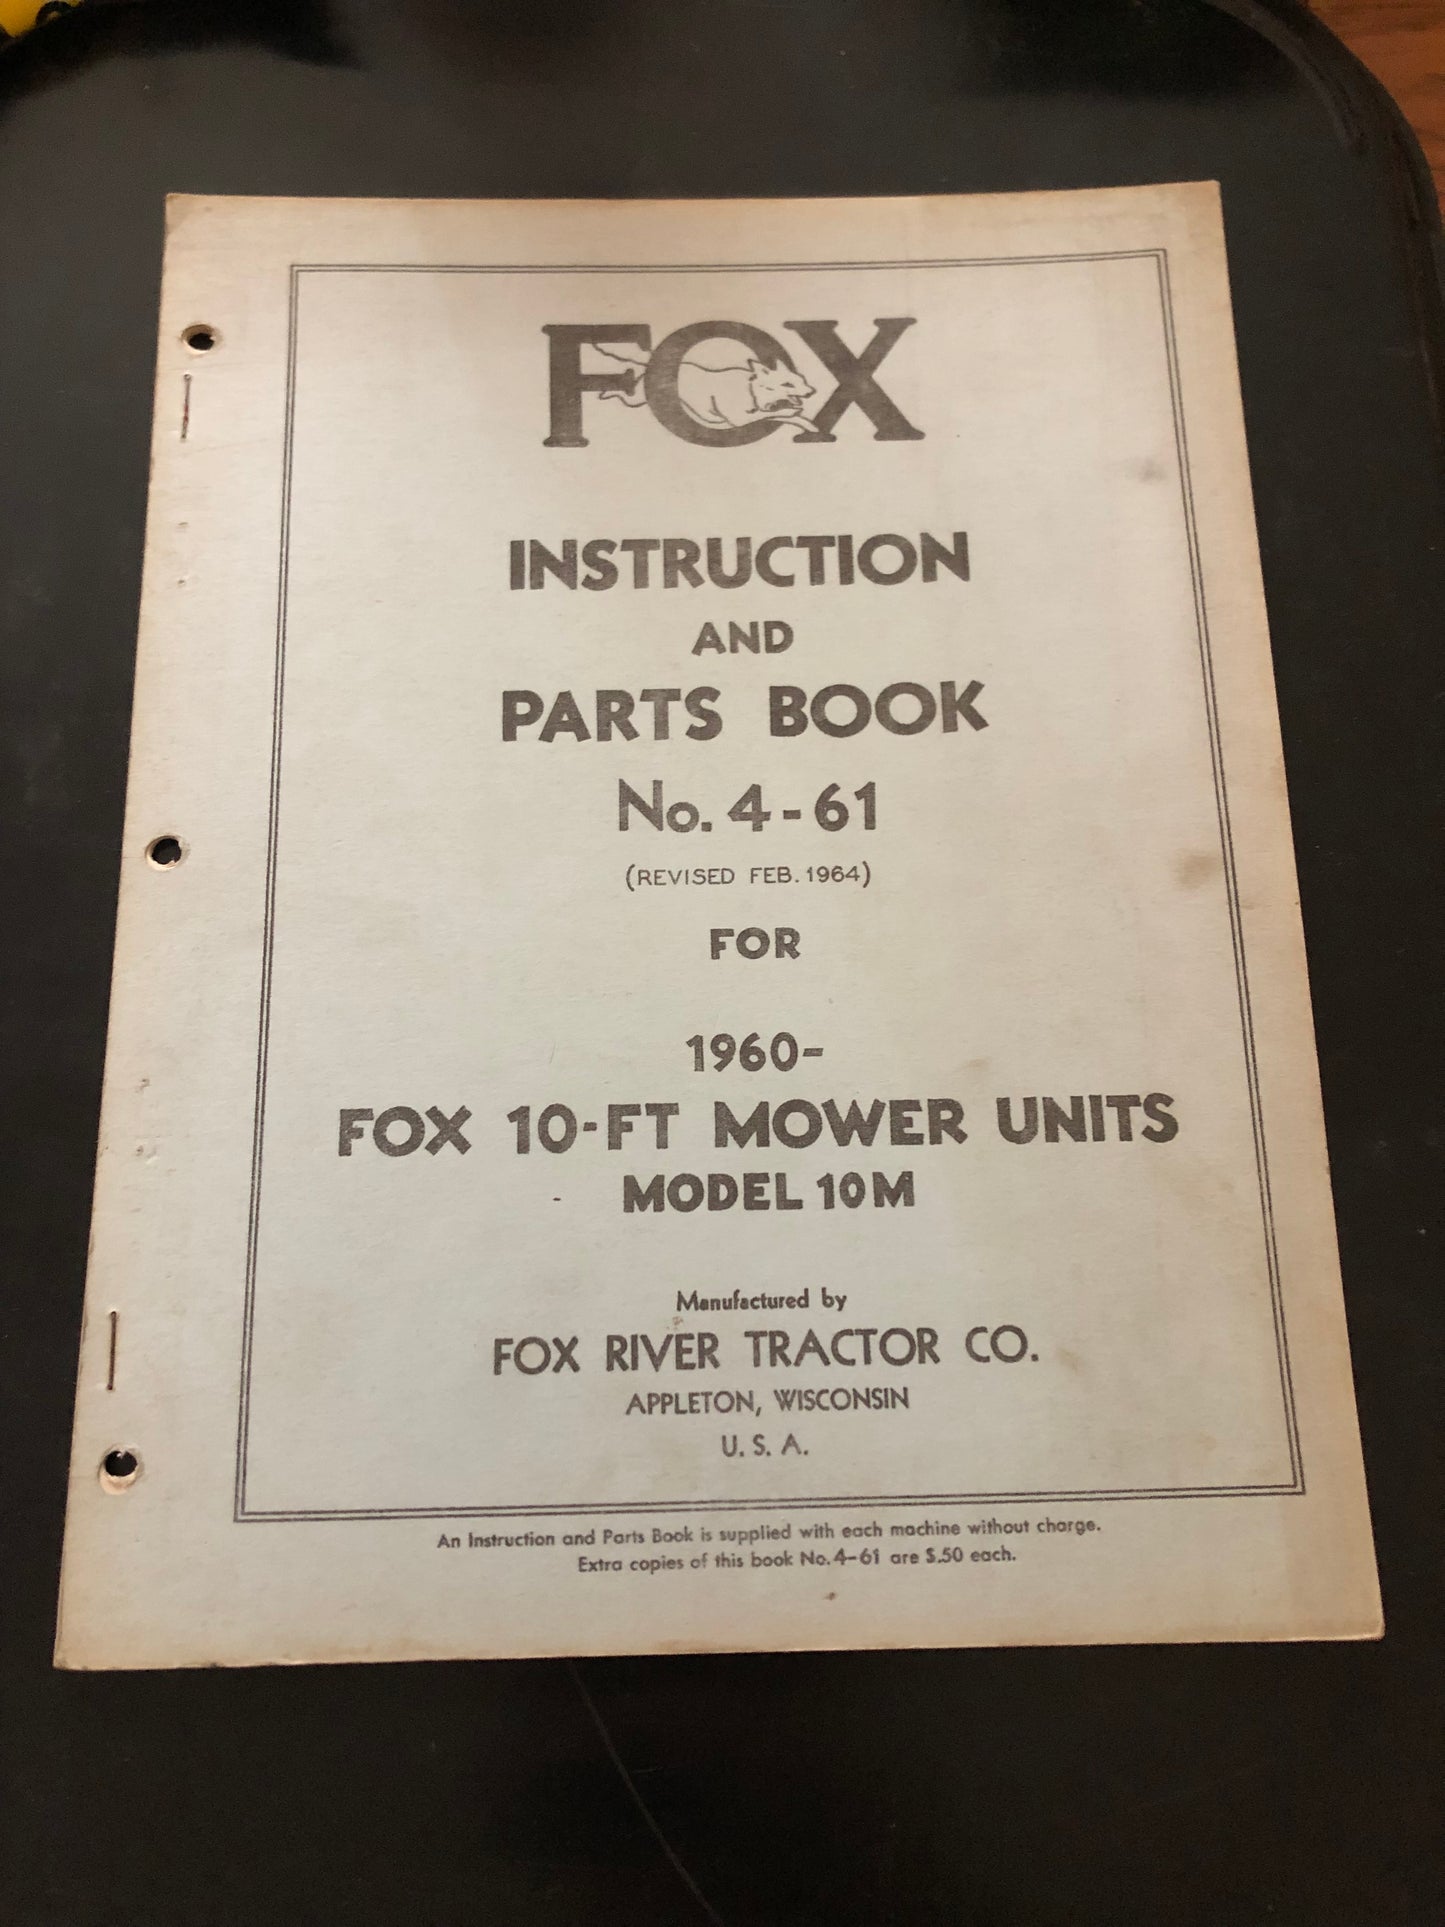 FOX
INSTRUCTION
AND
PARTS BOOK
No. 4-61
(REVISED FEB. 1964)
FOR
1960-
FOX 10-FT MOWER UNITS
MODEL 10M
Manufactured by
FOX RIVER TRACTOR CO.
APPLETON, WISCONSIN
U. S. A.
An Instruction and Parts Book is supplied with each machine without charge.
Extra copies of this book No. 4-61 are $.50 each.